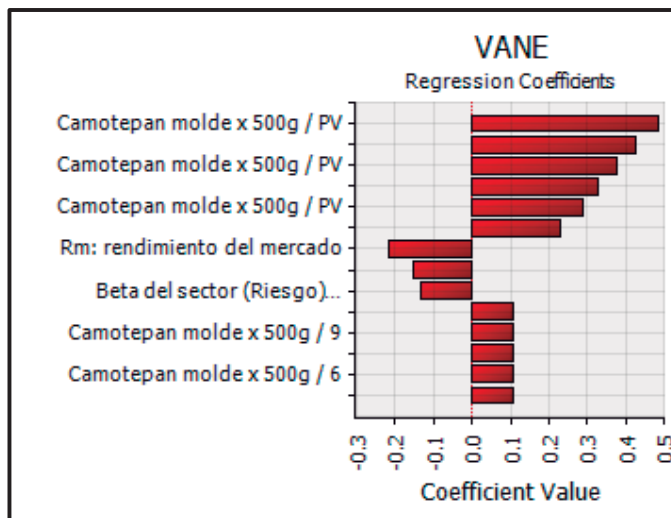 VANE
Regression Coefficients
Camotepan molde x 500g / PV
Camotepan molde x 500g / PV
Camotepan molde x 500g / PV
Rm: rendimiento del mercado
Beta del sector (Riesgo)...
Camotepan molde x 500g / 9
Camotepan molde x 500g / 6
-0.3
-0.2
-0.1
0.0
0.1
0.2
0.3
0.4
0.5
Coefficient Value